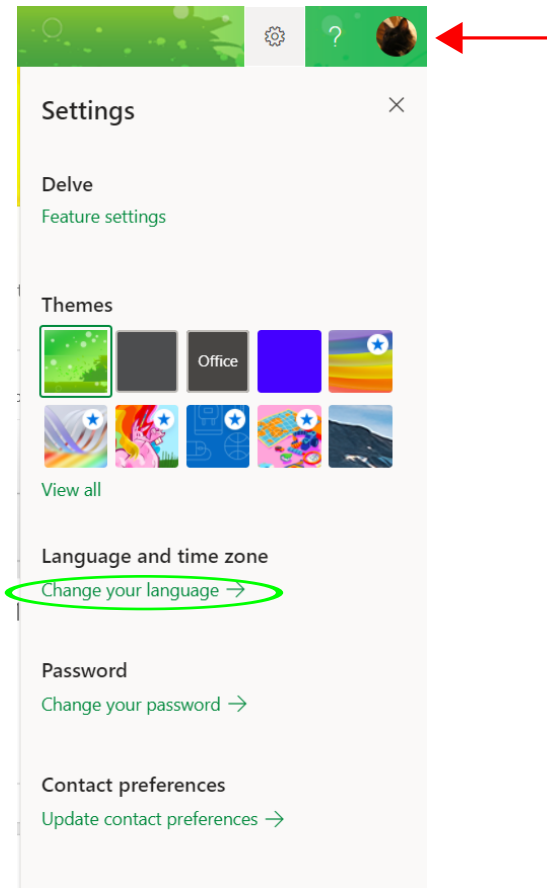 ?
Settings
Delve
Feature settings
Themes
Office
View all
Language and time zone
Change your language →
Password
Change your password →
Contact preferences
Update contact preferences →